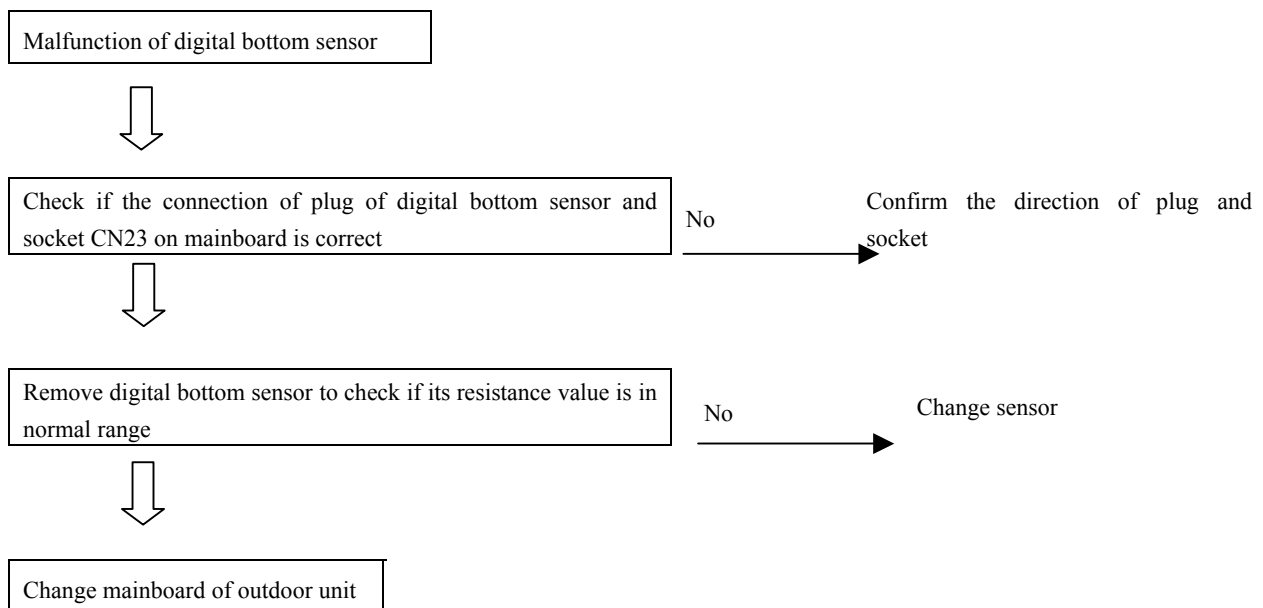 Malfunction of digital bottom sensor
Check if the connection of plug of digital bottom sensor and
socket CN23 on mainboard is correct
No
Confirm the direction of plug and
socket
Remove digital bottom sensor to check if its resistance value is in
normal range
No
Change sensor
Change mainboard of outdoor unit